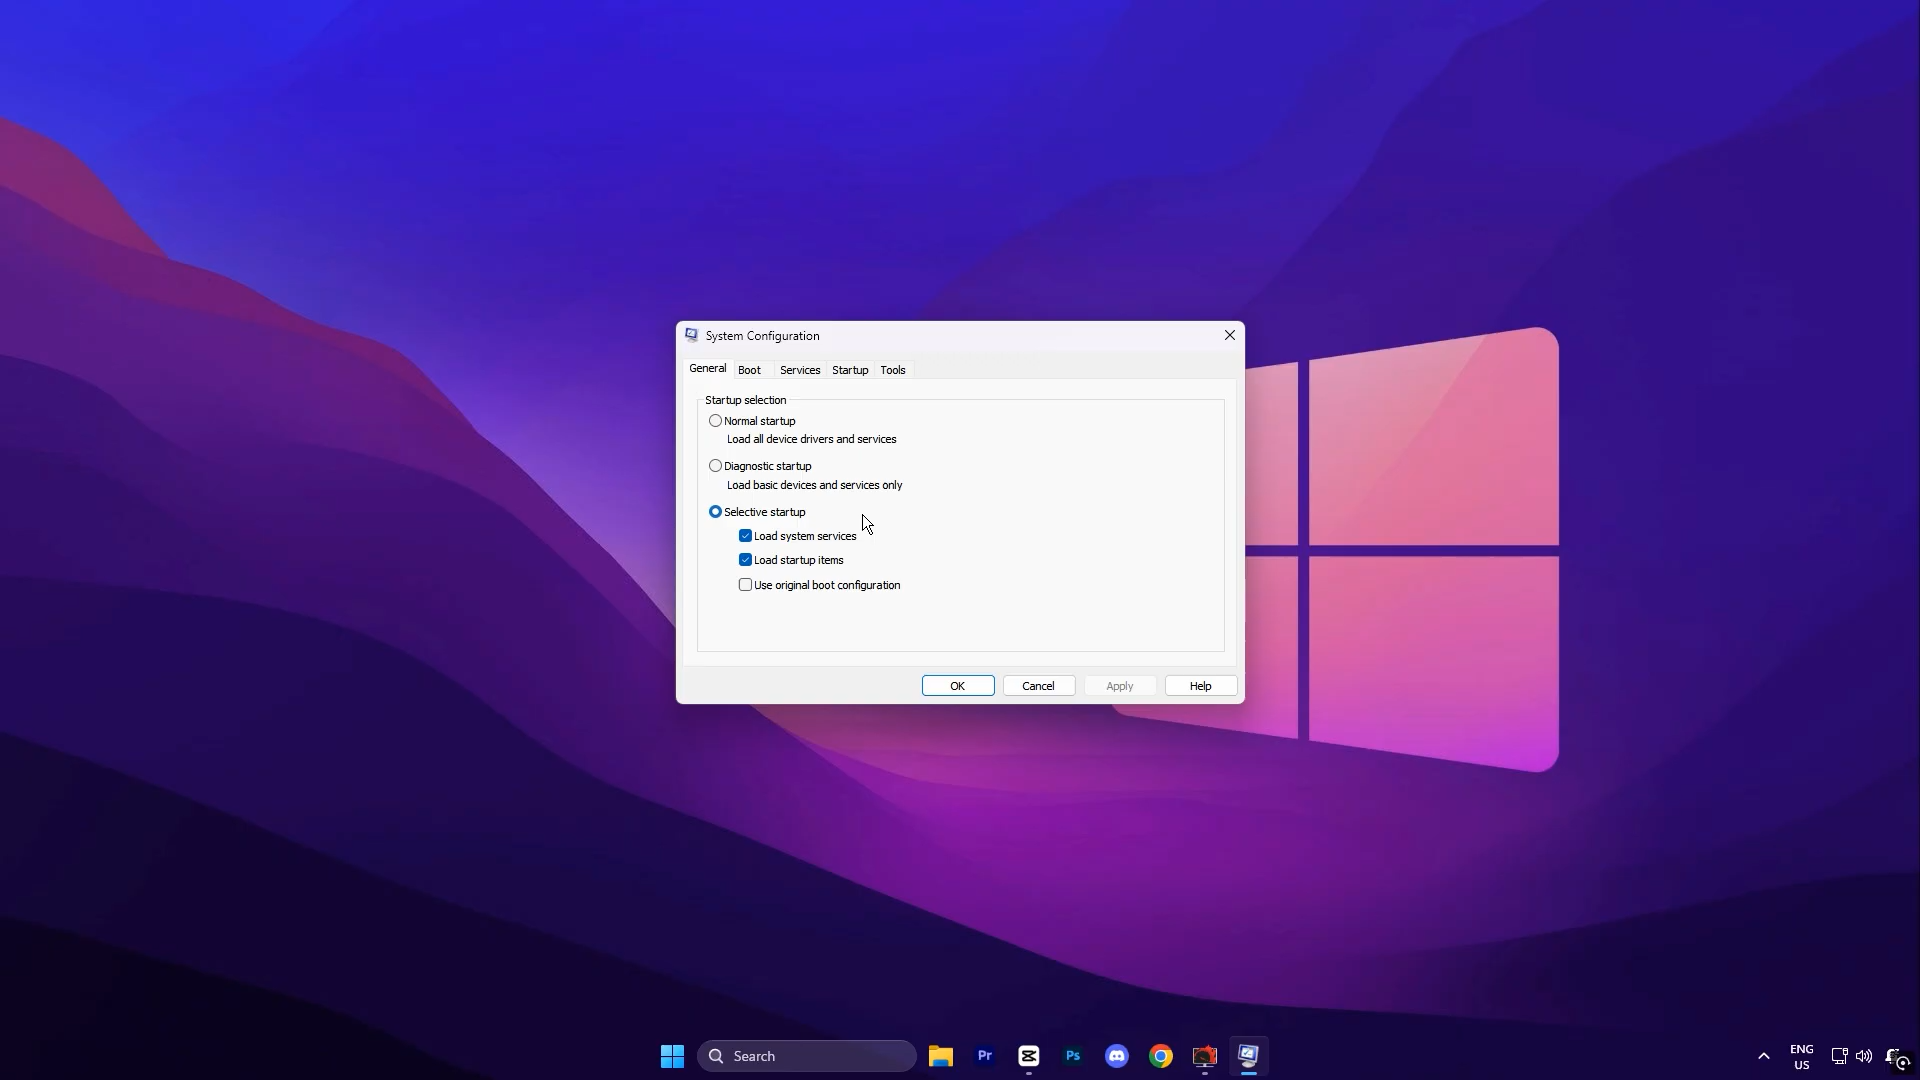 System Configuration
General Boot Services Startup Tools
Startup selection
Normal startup
Load all device drivers and services
Diagnostic startup
Load basic devices and services only
Selective startup
Load system services
Load startup items
Use original boot configuration
OK Cancel Apply Help
Search
Pr
Ps
ENG
US